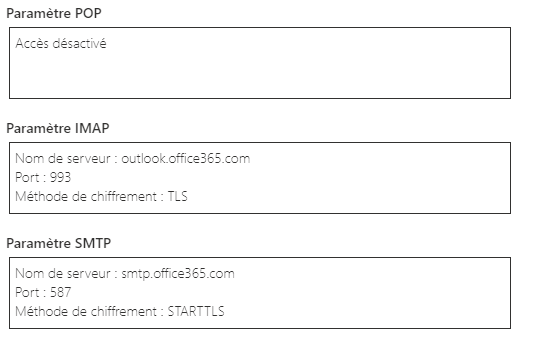 Paramètre POP
Accès désactivé
Paramètre IMAP
Nom de serveur : outlook.office365.com
Port : 993
Méthode de chiffrement : TLS
Paramètre SMTP
Nom de serveur : smtp.office365.com
Port : 587
Méthode de chiffrement : STARTTLS